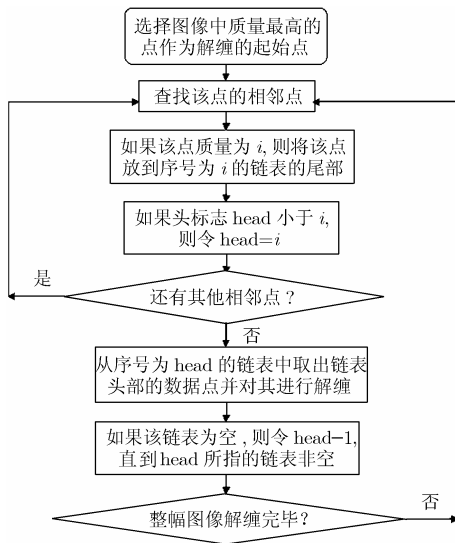 选择图像中质量最高的
点作为解缠的起始点
查找该点的相邻点
如果该点质量为 i, 则将该点
放到序号为 i 的链表的尾部
如果头标志 head 小于 i,
则令 head=i
是
还有其他相邻点?
否
从序号为 head 的链表中取出链表
头部的数据点并对其进行解缠
如果该链表为空, 则令 head−1,
直到 head 所指的链表非空
否
整幅图像解缠完毕?